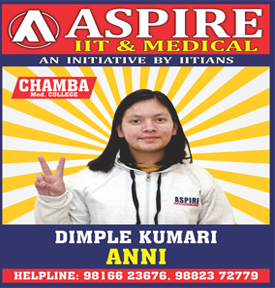 ASPIRE
IIT & MEDICAL
AN INITIATIVE BY IITIANS
CHAMBA
Med. COLLEGE
ASPIRE
DIMPLE KUMARI
ANNI
HELPLINE: 98166 23676, 98823 72779